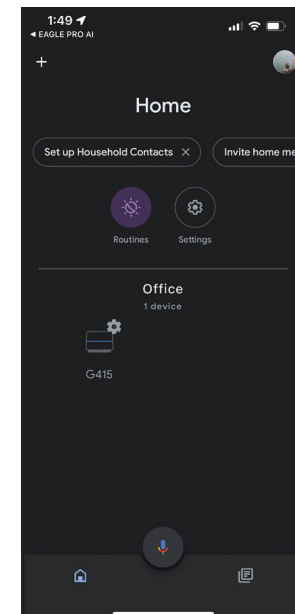 1:49
◀ EAGLE PRO AI
+
Home
Set up Household Contacts ×
Invite home me
Routines
Settings
Office
1 device
G415